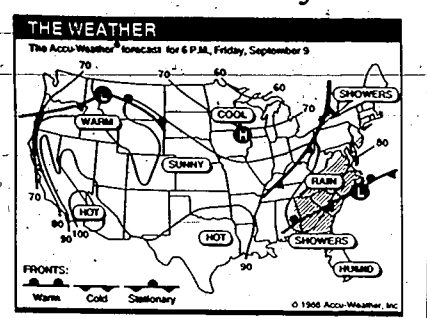 THE WEATHER
The Accu-Weather® forecast for 6 P.M., Friday, September 9
70
70
60
60
SHOWERS
L
COOL
70
WARM
H
80
SUNNY
RAIN
L
70
HOT
80
90
100
HOT
SHOWERS
90
HUMID
FRONTS:
Warm Cold Stationary
© 1988 Accu-Weather, Inc